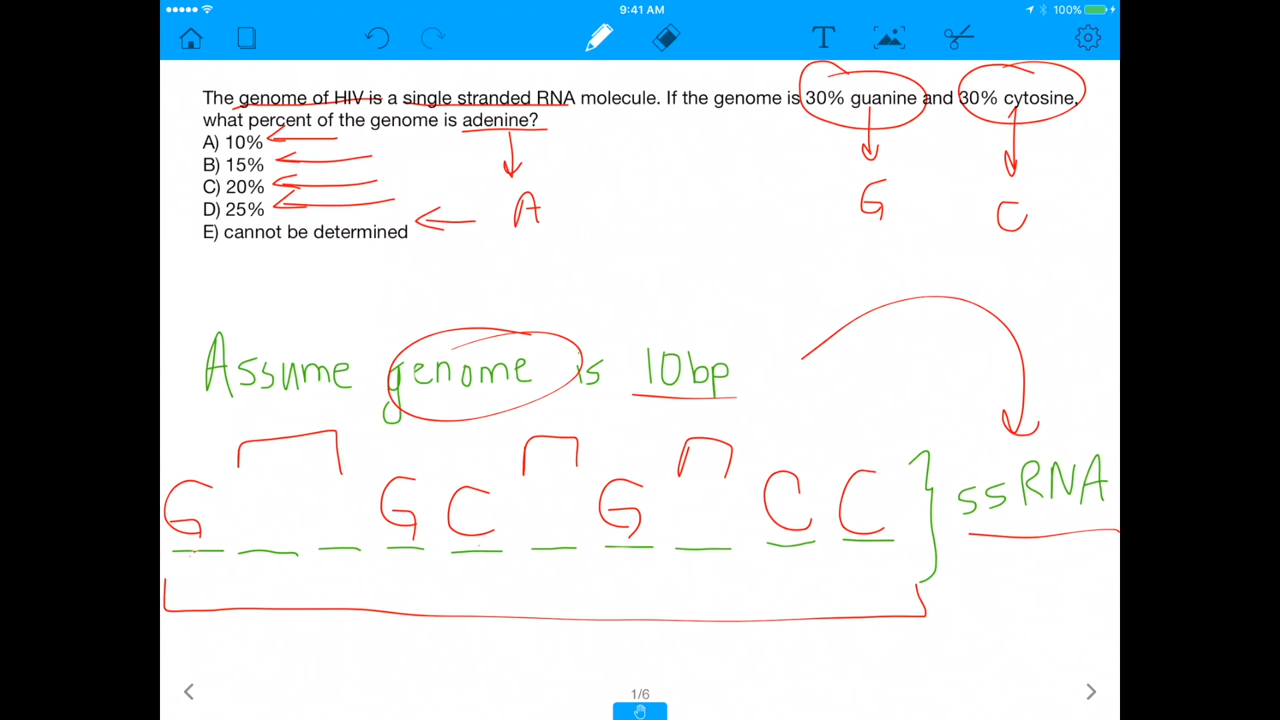 9:41 AM
100%
T
The genome of HIV is a single stranded RNA molecule. If the genome is 30% guanine and 30% cytosine,
what percent of the genome is adenine?
A) 10%
B) 15%
C) 20%
D) 25%
E) cannot be determined
A
G
C
Assume genome is 10bp
G G C G C C
ssRNA
1/6